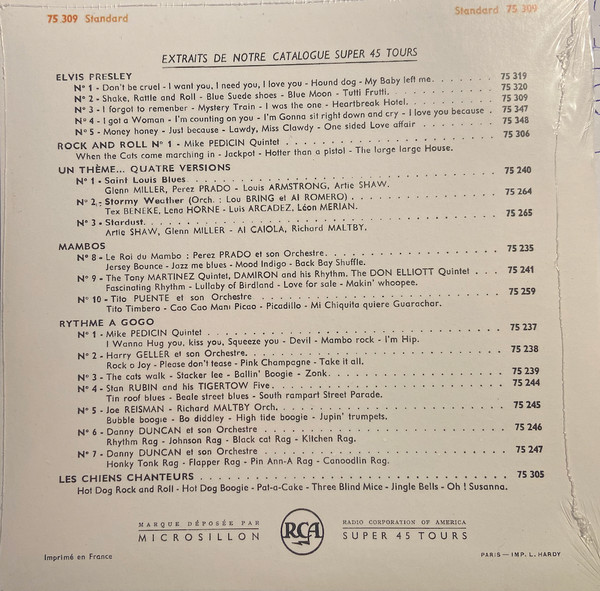 75 309 Standard
Standard 75 309
EXTRAITS DE NOTRE CATALOGUE SUPER 45 TOURS
ELVIS PRESLEY
N° 1 - Don't be cruel - I want you, I need you, I love you - Hound dog - My Baby left me. . . . . . . . 75 319
N° 2 - Shake, Rattle and Roll - Blue Suede shoes - Blue Moon - Tutti Frutti. . . . . . . . . . . . 75 320
N° 3 - I forgot to remenber - Mystery Train - I was the one - Heartbreak Hotel. . . . . . . . . . 75 309
N° 4 - I got a Woman - I'm counting on you - I'm Gonna sit right down and cry - I love you because . 75 347
N° 5 - Money honey - Just because - Lawdy, Miss Clawdy - One sided Love affair . . . . . . . . . 75 348
ROCK AND ROLL N° 1 - Mike PEDICIN Quintet . . . . . . . . . . . . . . . . . . . . 75 306
When the Cats come marching in - Jackpot - Hotter than a pistol - The large large House.
UN THÈME... QUATRE VERSIONS
N° 1 - Saint Louis Blues . . . . . . . . . . . . . . . . . . . . . . . . . . . . 75 240
Glenn MILLER, Perez PRADO - Louis ARMSTRONG, Artie SHAW.
N° 2 - Stormy Weather (Orch. : Lou BRING et Al ROMERO) . . . . . . . . . . . . . . . . 75 264
Tex BENEKE, Lena HORNE - Luis ARCADEZ, Léon MERIAN.
N° 3 - Stardust. . . . . . . . . . . . . . . . . . . . . . . . . . . . . . . 75 265
Artie SHAW, Glenn MILLER - Al CAIOLA, Richard MALTBY.
MAMBOS
N° 8 - Le Roi du Mambo : Perez PRADO et son Orchestre. . . . . . . . . . . . . . . . . 75 235
Jersey Bounce - Jazz me blues - Mood Indigo - Back Bay Shuffle.
N° 9 - The Tony MARTINEZ Quintet, DAMIRON and his Rhythm. The DON ELLIOTT Quintet . . . . 75 241
Fascinating Rhythm - Lullaby of Birdland - Love for sale - Makin' whoopee.
N° 10 - Tito PUENTE et son Orchestre . . . . . . . . . . . . . . . . . . . . . . . 75 259
Tito Timbero - Cao Cao Mani Picao - Picadillo - Mi Chiquita quiere Guarachar.
RYTHME A GOGO
N° 1 - Mike PEDICIN Quintet . . . . . . . . . . . . . . . . . . . . . . . . . . 75 237
I Wanna Hug you, kiss you, Squeeze you - Devil - Mambo rock - I'm Hip.
N° 2 - Harry GELLER et son Orchestre. . . . . . . . . . . . . . . . . . . . . . . 75 238
Rock o Joy - Please don't tease - Pink Champagne - Take it all.
N° 3 - The cats walk - Stacker lee - Ballin' Boogie - Zonk. . . . . . . . . . . . . . . . . 75 239
N° 4 - Stan RUBIN and his TIGERTOW Five. . . . . . . . . . . . . . . . . . . . . 75 244
Tin roof blues - Beale street blues - South rampart Street Parade.
N° 5 - Joe REISMAN - Richard MALTBY Orch. . . . . . . . . . . . . . . . . . . . . 75 245
Bubble boogie - Bo diddley - High tide boogie - Jupin' trumpets.
N° 6 - Danny DUNCAN et son Orchestre . . . . . . . . . . . . . . . . . . . . . . 75 246
Rhythm Rag - Johnson Rag - Black cat Rag - Kitchen Rag.
N° 7 - Danny DUNCAN et son Orchestre . . . . . . . . . . . . . . . . . . . . . . 75 247
Honky Tonk Rag - Flapper Rag - Pin Ann-A Rag - Canoodlin Rag.
LES CHIENS CHANTEURS . . . . . . . . . . . . . . . . . . . . . . . . . . . 75 305
Hot Dog Rock and Roll - Hot Dog Boogie - Pat-a-Cake - Three Blind Mice - Jingle Bells - Oh ! Susanna.
MARQUE DÉPOSÉE PAR
MICROSILLON
RCA
RADIO CORPORATION OF AMERICA
SUPER 45 TOURS
Imprimé en France
PARIS — IMP. L. HARDY